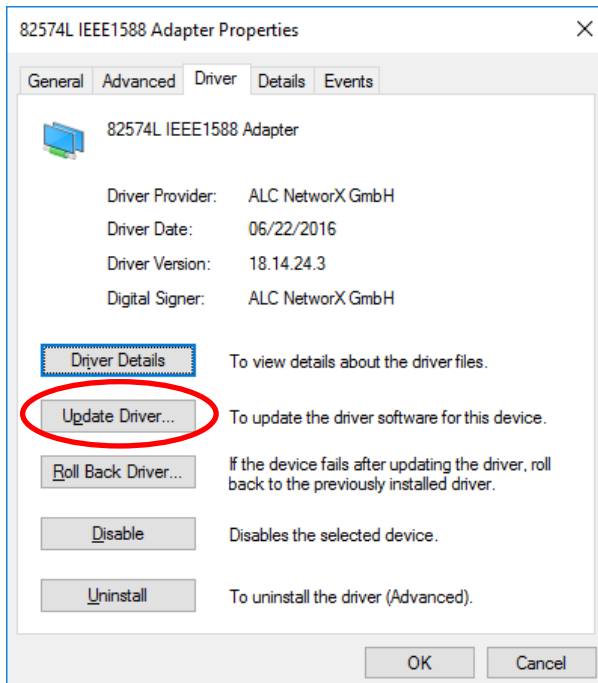 82574L IEEE1588 Adapter Properties
General Advanced Driver Details Events
82574L IEEE1588 Adapter
Driver Provider: ALC NetworX GmbH
Driver Date: 06/22/2016
Driver Version: 18.14.24.3
Digital Signer: ALC NetworX GmbH
Driver Details To view details about the driver files.
Update Driver... To update the driver software for this device.
Roll Back Driver... If the device fails after updating the driver, roll
back to the previously installed driver.
Disable Disables the selected device.
Uninstall To uninstall the driver (Advanced).
OK Cancel